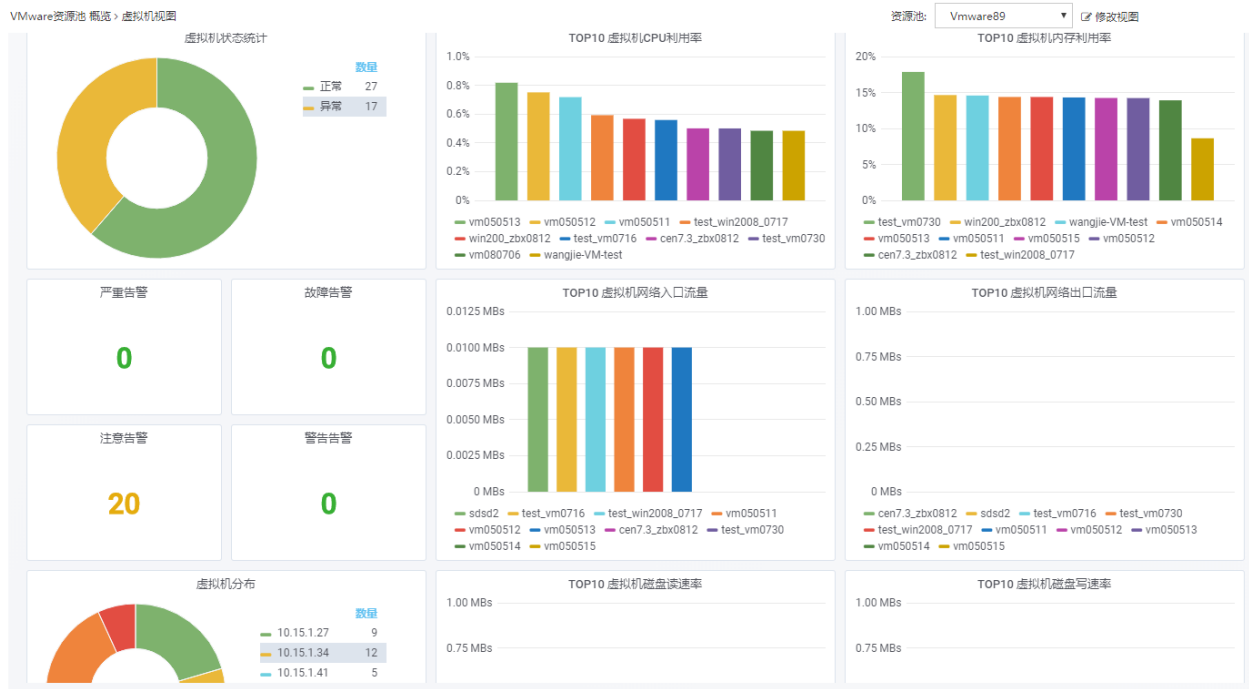 VMware资源池 概览 › 虚拟机视图
资源池: Vmware89 修改视图
虚拟机状态统计
数量
正常 27
异常 17
TOP10 虚拟机CPU利用率
1.0%
0.8%
0.6%
0.4%
0.2%
0%
vm050513 vm050512 vm050511 test_win2008_0717
win200_zbx0812 test_vm0716 cen7.3_zbx0812 test_vm0730
vm080706 wangjie-VM-test
TOP10 虚拟机内存利用率
20%
15%
10%
5%
0%
test_vm0730 win200_zbx0812 wangjie-VM-test vm050514
vm050513 vm050511 vm050515 vm050512
cen7.3_zbx0812 test_win2008_0717
严重告警
0
故障告警
0
注意告警
20
警告告警
0
TOP10 虚拟机网络入口流量
0.0125 MBs
0.0100 MBs
0.0075 MBs
0.0050 MBs
0.0025 MBs
0 MBs
sdsd2 test_vm0716 test_win2008_0717 vm050511
vm050512 vm050513 cen7.3_zbx0812 test_vm0730
vm050514 vm050515
TOP10 虚拟机网络出口流量
1.00 MBs
0.75 MBs
0.50 MBs
0.25 MBs
0 MBs
cen7.3_zbx0812 sdsd2 test_vm0716 test_vm0730
test_win2008_0717 vm050511 vm050512 vm050513
vm050514 vm050515
虚拟机分布
数量
10.15.1.27 9
10.15.1.34 12
10.15.1.41 5
TOP10 虚拟机磁盘读速率
1.00 MBs
0.75 MBs
TOP10 虚拟机磁盘写速率
1.00 MBs
0.75 MBs